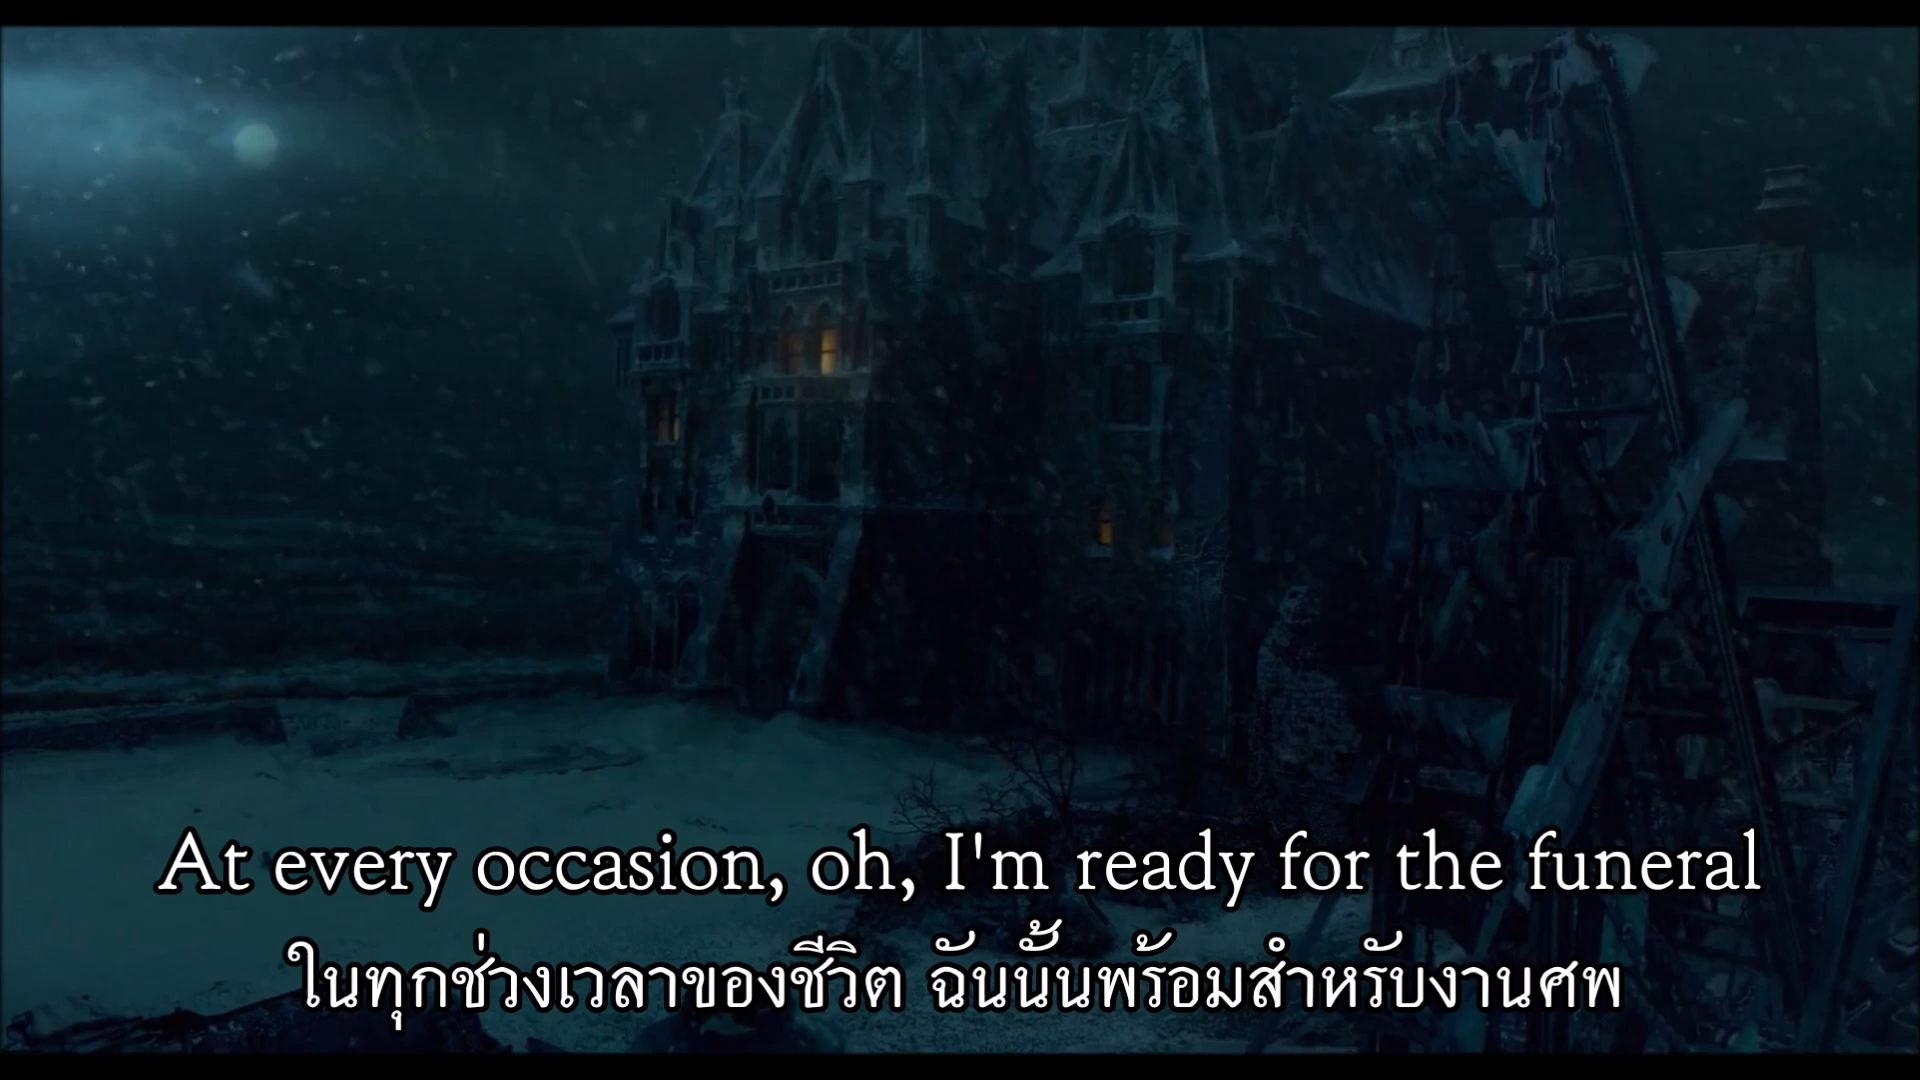 At every occasion, oh, I'm ready for the funeral
ในทุกช่วงเวลาของชีวิต ฉันนั้นพร้อมสำหรับงานศพ